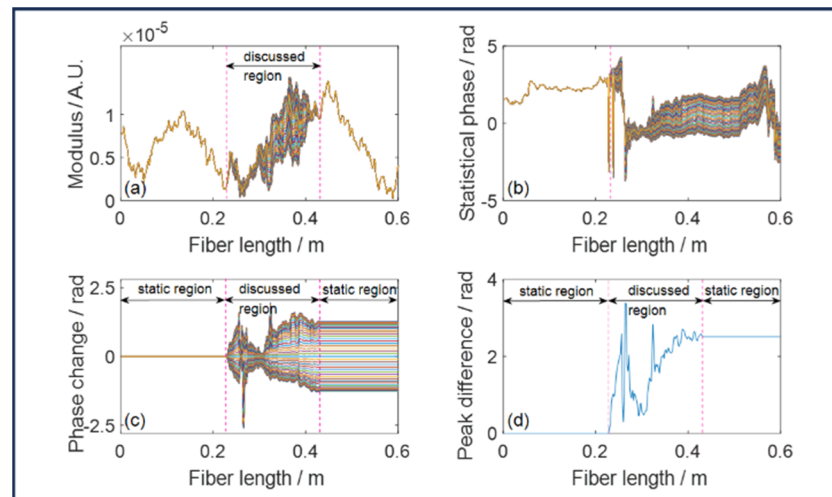 ×10⁻⁵
discussed
region
1
0.5
0
Modulus / A.U.
(a)
0 0.2 0.4 0.6
Fiber length / m
5
0
-5
Statistical phase / rad
(b)
0 0.2 0.4 0.6
Fiber length / m
2.5
0
-2.5
Phase change / rad
static region
discussed
region
static region
(c)
0 0.2 0.4 0.6
Fiber length / m
4
2
0
Peak difference / rad
static region
discussed
region
static region
(d)
0 0.2 0.4 0.6
Fiber length / m